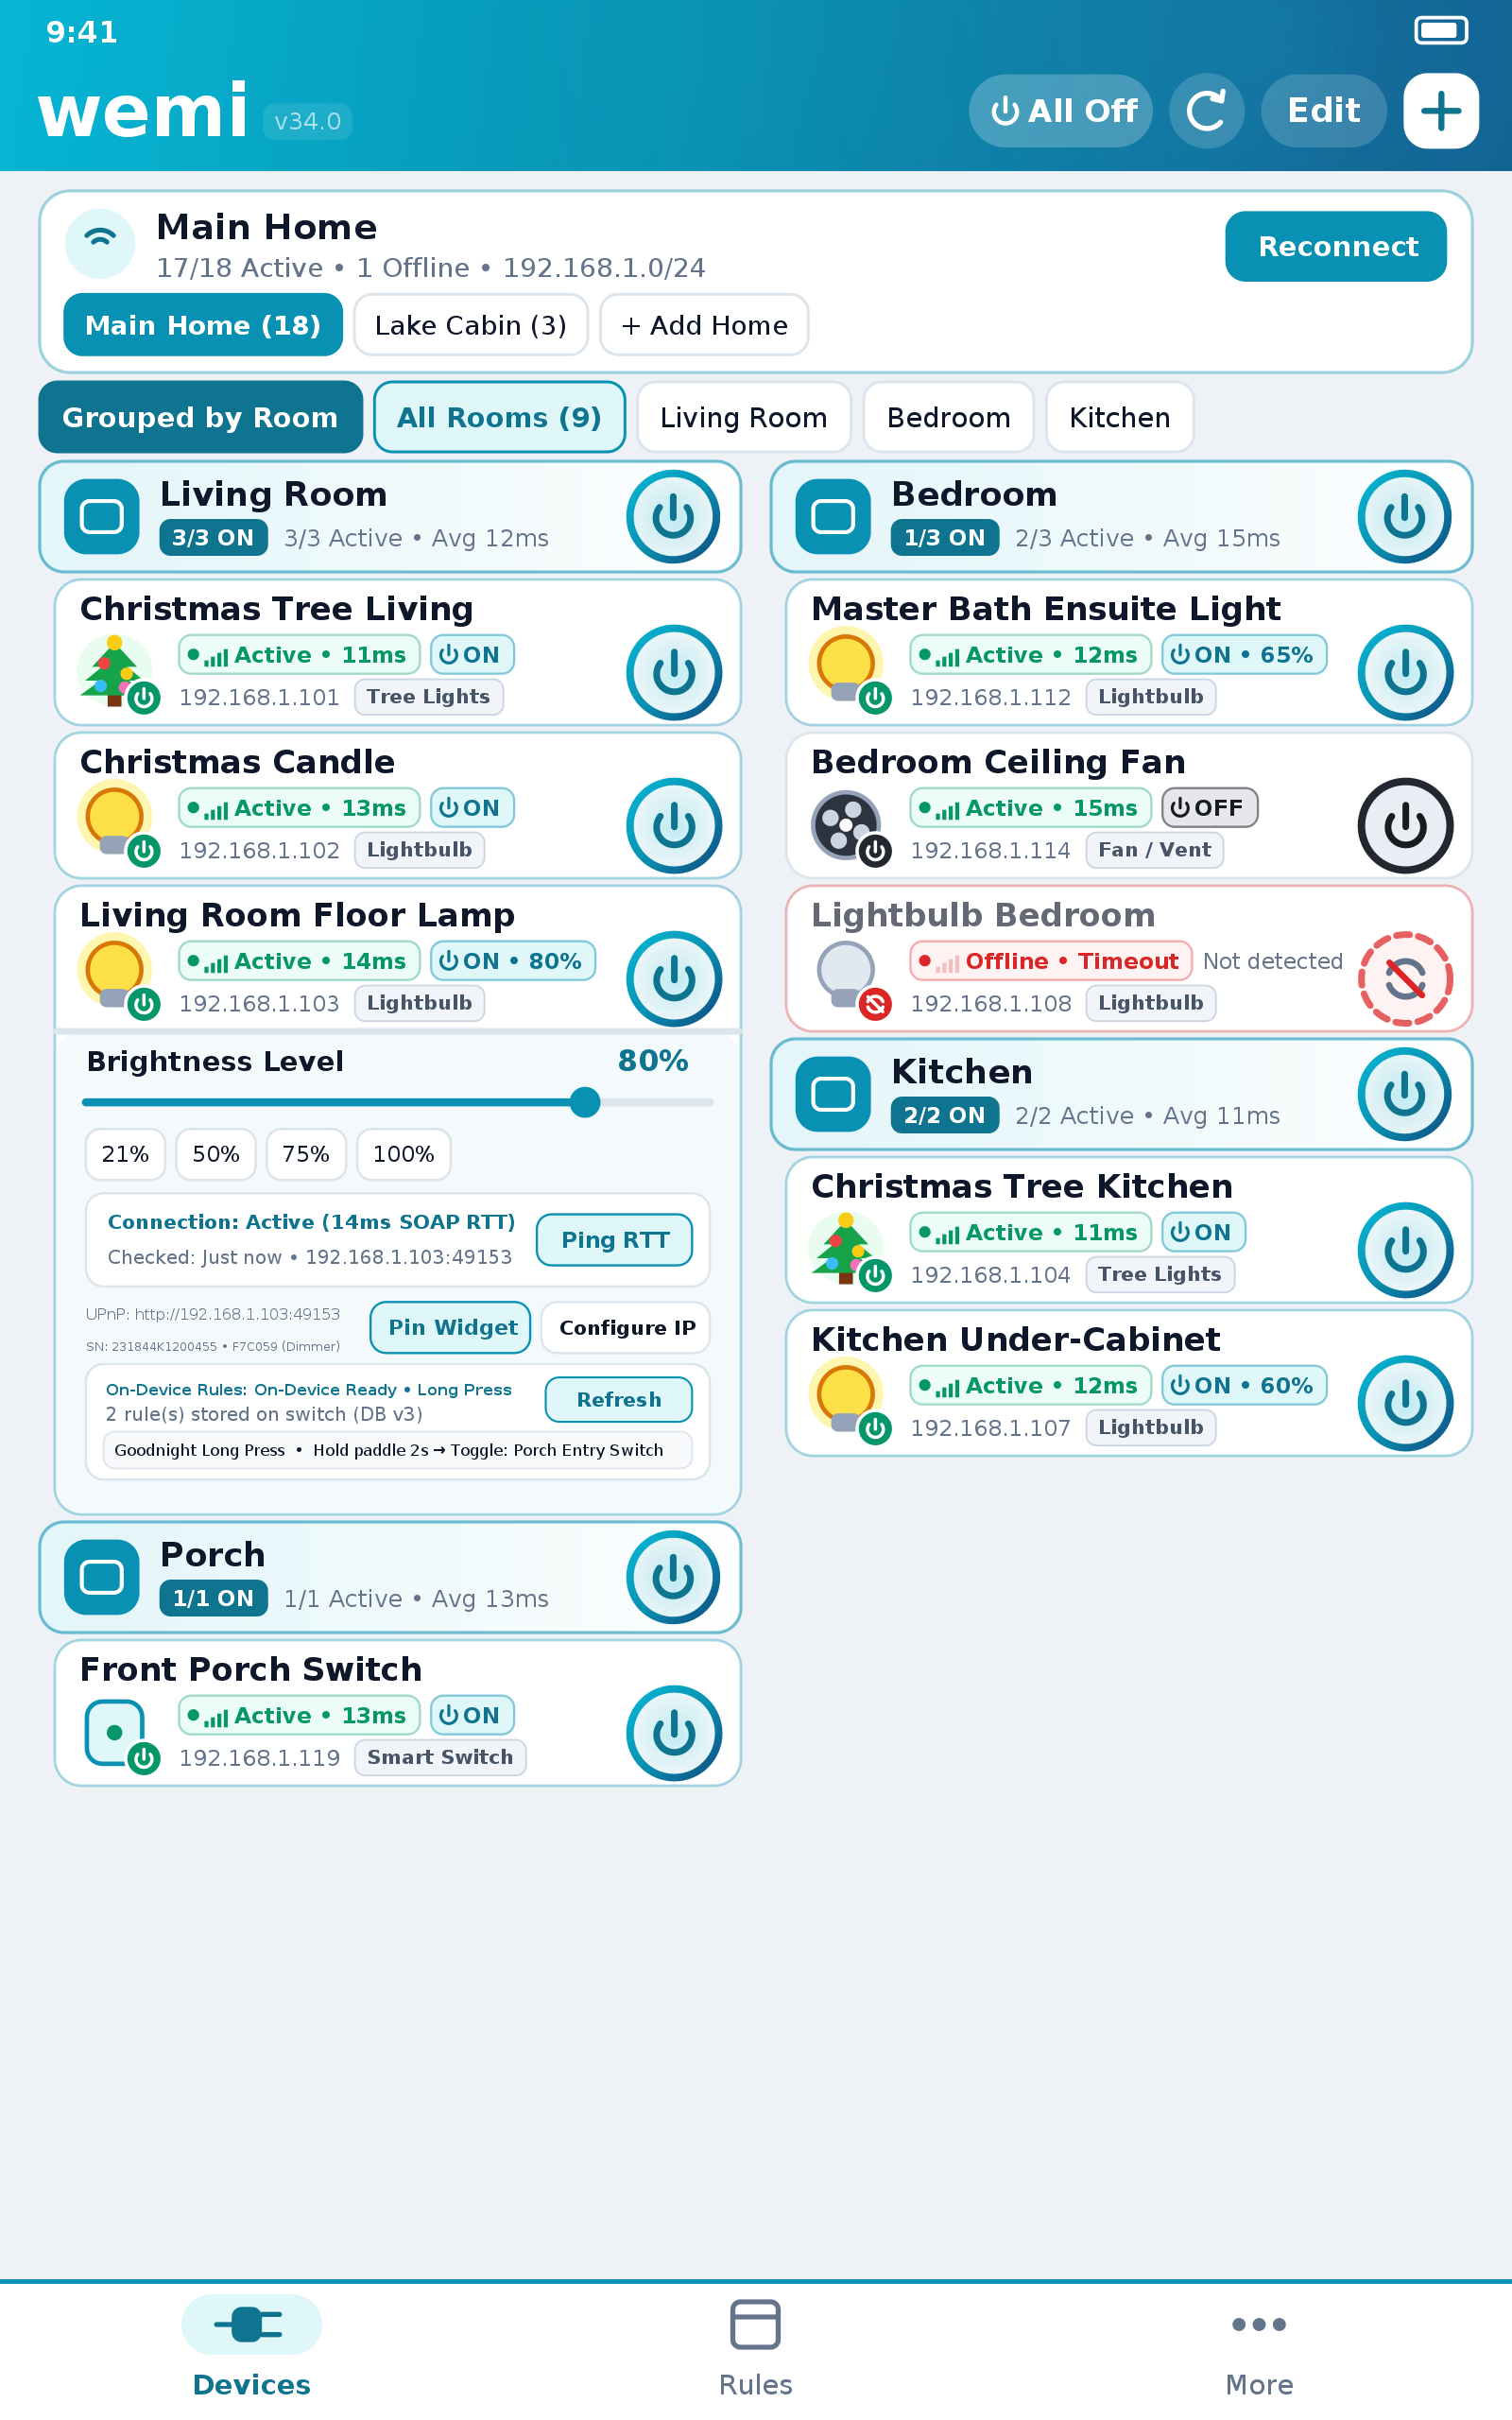 9:41
wemi v34.0
All Off
Edit
Main Home
17/18 Active • 1 Offline • 192.168.1.0/24
Reconnect
Main Home (18)
Lake Cabin (3)
+ Add Home
Grouped by Room
All Rooms (9)
Living Room
Bedroom
Kitchen
Living Room
3/3 ON 3/3 Active • Avg 12ms
Christmas Tree Living
Active • 11ms ON
192.168.1.101 Tree Lights
Christmas Candle
Active • 13ms ON
192.168.1.102 Lightbulb
Living Room Floor Lamp
Active • 14ms ON • 80%
192.168.1.103 Lightbulb
Brightness Level 80%
21% 50% 75% 100%
Connection: Active (14ms SOAP RTT)
Checked: Just now • 192.168.1.103:49153
Ping RTT
UPnP: http://192.168.1.103:49153
SN: 231844K1200455 • F7C059 (Dimmer)
Pin Widget
Configure IP
On-Device Rules: On-Device Ready • Long Press
2 rule(s) stored on switch (DB v3)
Refresh
Goodnight Long Press • Hold paddle 2s → Toggle: Porch Entry Switch
Porch
1/1 ON 1/1 Active • Avg 13ms
Front Porch Switch
Active • 13ms ON
192.168.1.119 Smart Switch
Bedroom
1/3 ON 2/3 Active • Avg 15ms
Master Bath Ensuite Light
Active • 12ms ON • 65%
192.168.1.112 Lightbulb
Bedroom Ceiling Fan
Active • 15ms OFF
192.168.1.114 Fan / Vent
Lightbulb Bedroom
Offline • Timeout Not detected
192.168.1.108 Lightbulb
Kitchen
2/2 ON 2/2 Active • Avg 11ms
Christmas Tree Kitchen
Active • 11ms ON
192.168.1.104 Tree Lights
Kitchen Under-Cabinet
Active • 12ms ON • 60%
192.168.1.107 Lightbulb
Devices
Rules
More